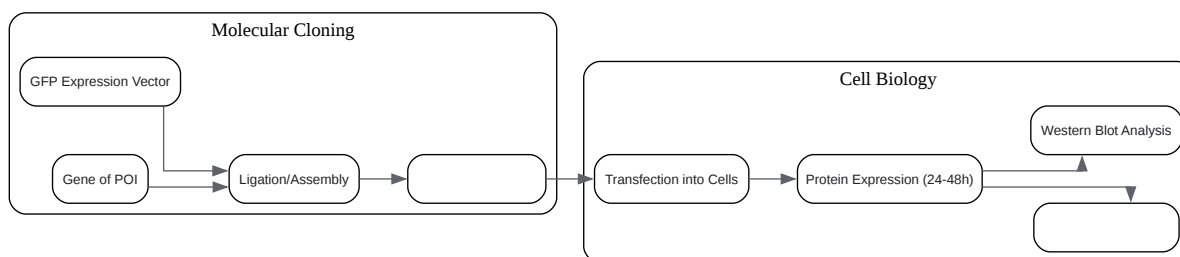 Molecular Cloning
GFP Expression Vector
Gene of POI
Ligation/Assembly
Cell Biology
Transfection into Cells
Protein Expression (24-48h)
Western Blot Analysis